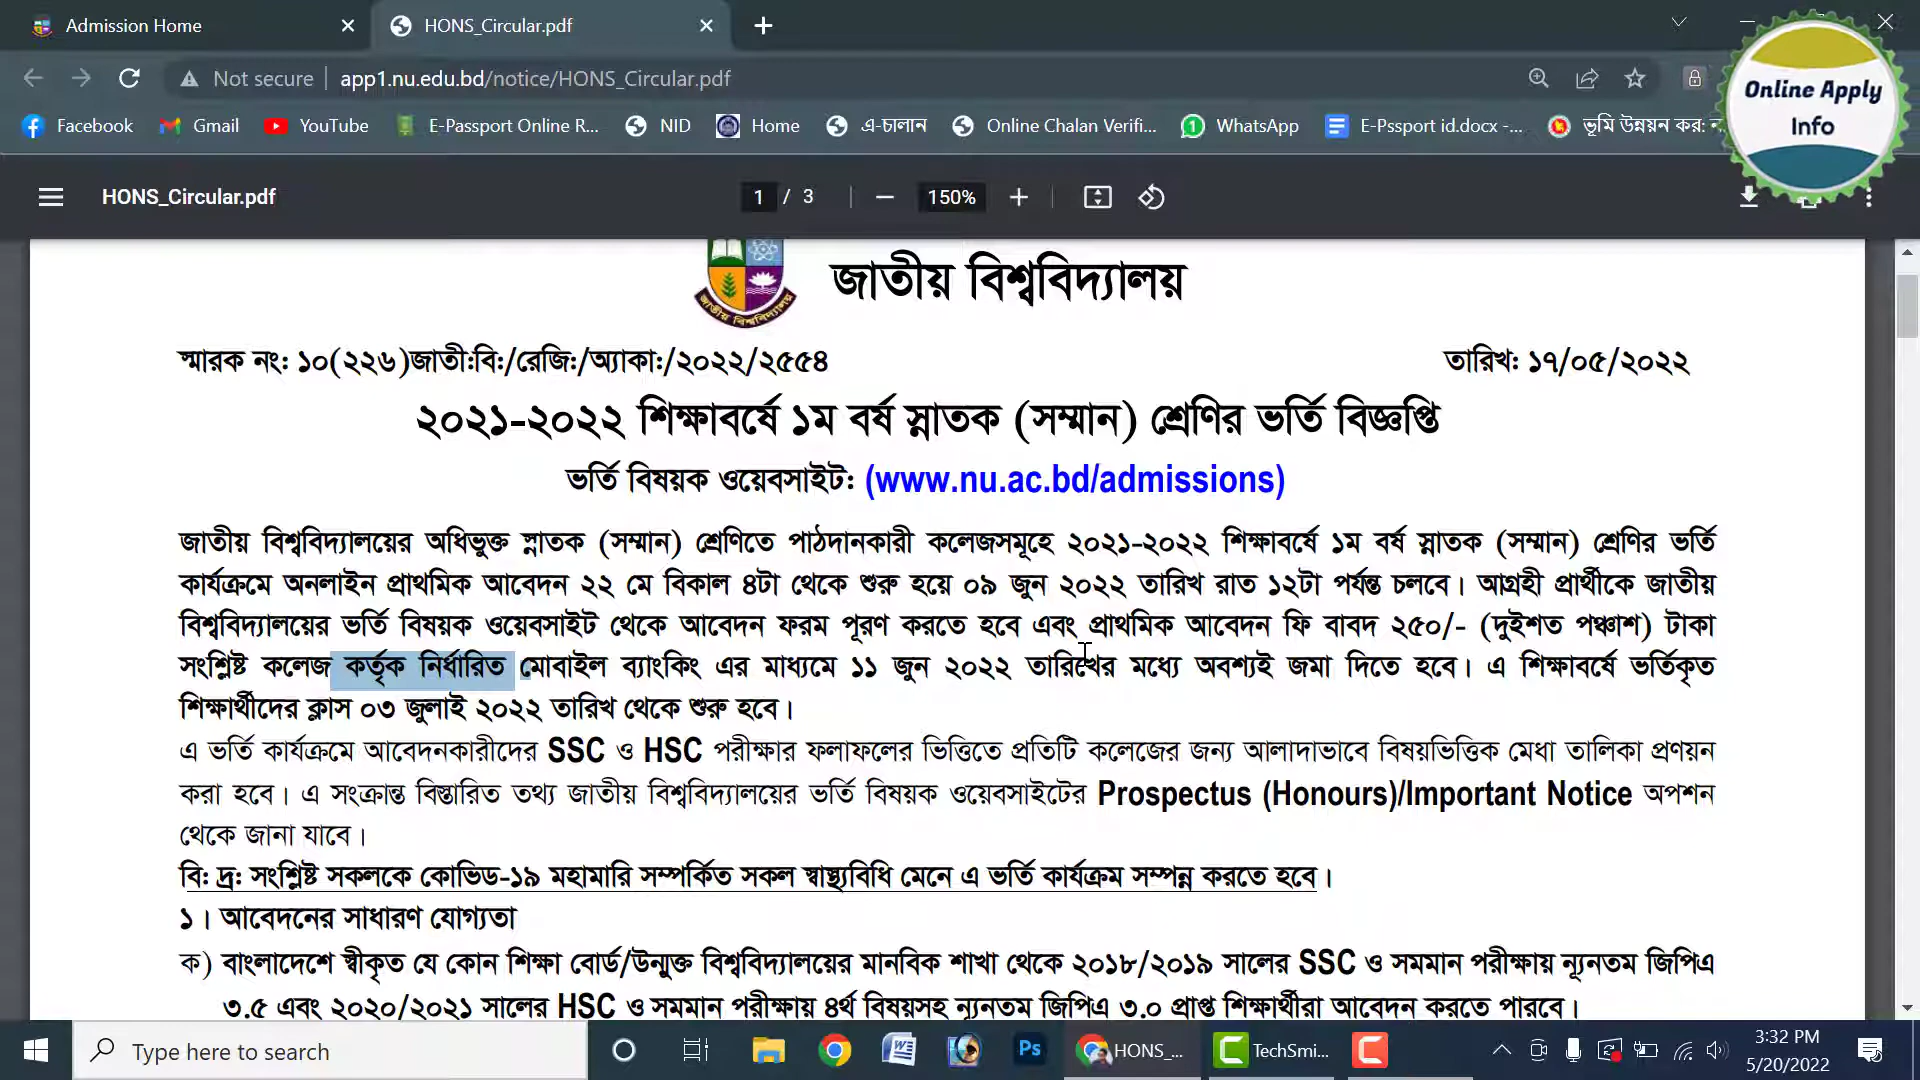 Admission Home
HONS_Circular.pdf
Not secure
app1.nu.edu.bd/notice/HONS_Circular.pdf
Facebook
Gmail
YouTube
E-Passport Online R...
NID
Home
এ-চালান
Online Chalan Verifi...
WhatsApp
E-Pssport id.docx -...
ভূমি উন্নয়ন কর:
Online Apply
Info
HONS_Circular.pdf
1 / 3
150%
জাতীয় বিশ্ববিদ্যালয়
জাতীয় বিশ্ববিদ্যালয়
স্মারক নং: ১০(২২৬)জাতী:বি:/রেজি:/অ্যাকা:/২০২২/২৫৫৪
তারিখ: ১৭/০৫/২০২২
২০২১-২০২২ শিক্ষাবর্ষে ১ম বর্ষ স্নাতক (সম্মান) শ্রেণির ভর্তি বিজ্ঞপ্তি
ভর্তি বিষয়ক ওয়েবসাইট: (www.nu.ac.bd/admissions)
জাতীয় বিশ্ববিদ্যালয়ের অধিভুক্ত স্নাতক (সম্মান) শ্রেণিতে পাঠদানকারী কলেজসমূহে ২০২১-২০২২ শিক্ষাবর্ষে ১ম বর্ষ স্নাতক (সম্মান) শ্রেণির ভর্তি
কার্যক্রমে অনলাইন প্রাথমিক আবেদন ২২ মে বিকাল ৪টা থেকে শুরু হয়ে ০৯ জুন ২০২২ তারিখ রাত ১২টা পর্যন্ত চলবে। আগ্রহী প্রার্থীকে জাতীয়
বিশ্ববিদ্যালয়ের ভর্তি বিষয়ক ওয়েবসাইট থেকে আবেদন ফরম পূরণ করতে হবে এবং প্রাথমিক আবেদন ফি বাবদ ২৫০/- (দুইশত পঞ্চাশ) টাকা
সংশ্লিষ্ট কলেজ কর্তৃক নির্ধারিত মোবাইল ব্যাংকিং এর মাধ্যমে ১১ জুন ২০২২ তারিখের মধ্যে অবশ্যই জমা দিতে হবে। এ শিক্ষাবর্ষে ভর্তিকৃত
শিক্ষার্থীদের ক্লাস ০৩ জুলাই ২০২২ তারিখ থেকে শুরু হবে।
এ ভর্তি কার্যক্রমে আবেদনকারীদের SSC ও HSC পরীক্ষার ফলাফলের ভিত্তিতে প্রতিটি কলেজের জন্য আলাদাভাবে বিষয়ভিত্তিক মেধা তালিকা প্রণয়ন
করা হবে। এ সংক্রান্ত বিস্তারিত তথ্য জাতীয় বিশ্ববিদ্যালয়ের ভর্তি বিষয়ক ওয়েবসাইটের Prospectus (Honours)/Important Notice অপশন
থেকে জানা যাবে।
বি: দ্র: সংশ্লিষ্ট সকলকে কোভিড-১৯ মহামারি সম্পর্কিত সকল স্বাস্থ্যবিধি মেনে এ ভর্তি কার্যক্রম সম্পন্ন করতে হবে।
১। আবেদনের সাধারণ যোগ্যতা
ক) বাংলাদেশে স্বীকৃত যে কোন শিক্ষা বোর্ড/উন্মুক্ত বিশ্ববিদ্যালয়ের মানবিক শাখা থেকে ২০১৮/২০১৯ সালের SSC ও সমমান পরীক্ষায় ন্যূনতম জিপিএ
৩.৫ এবং ২০২০/২০২১ সালের HSC ও সমমান পরীক্ষায় ৪র্থ বিষয়সহ ন্যূনতম জিপিএ ৩.০ প্রাপ্ত শিক্ষার্থীরা আবেদন করতে পারবে।
Type here to search
Ps
HONS_...
TechSmi...
3:32 PM
5/20/2022